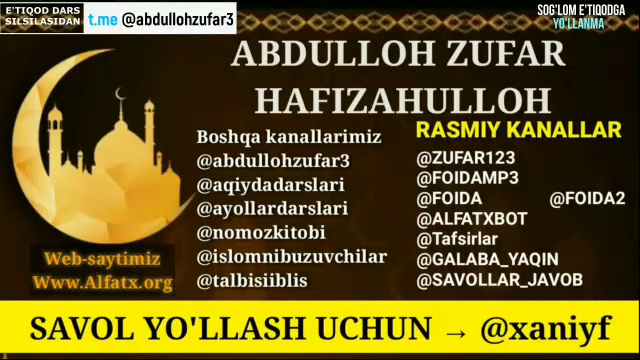 E'TIQOD DARS
SILSILASIDAN
t.me @abdullohzufar3
SOG'LOM E'TIQODGA
YO'LLANMA
ABDULLOH ZUFAR
HAFIZAHULLOH
Boshqa kanallarimiz
@abdullohzufar3
@aqiydadarslari
@ayollardarslari
@nomozkitobi
@islomnibuzuvchilar
@talbisiiblis
RASMIY KANALLAR
@ZUFAR123
@FOIDAMP3
@FOIDA @FOIDA2
@ALFATXBOT
@Tafsirlar
@GALABA_YAQIN
@SAVOLLAR_JAVOB
Web-saytimiz
Www.Alfatx.org
SAVOL YO'LLASH UCHUN → @xaniyf